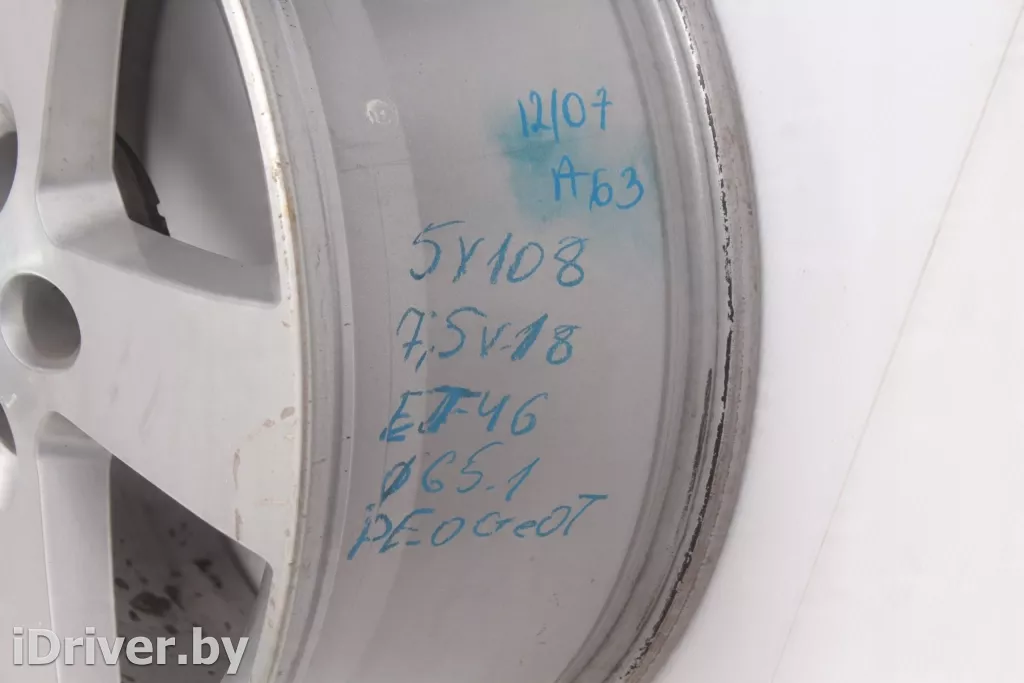 12/07
A63
5x108
7,5x18
ET46
ø65.1
PEOGEOT
iDriver.by